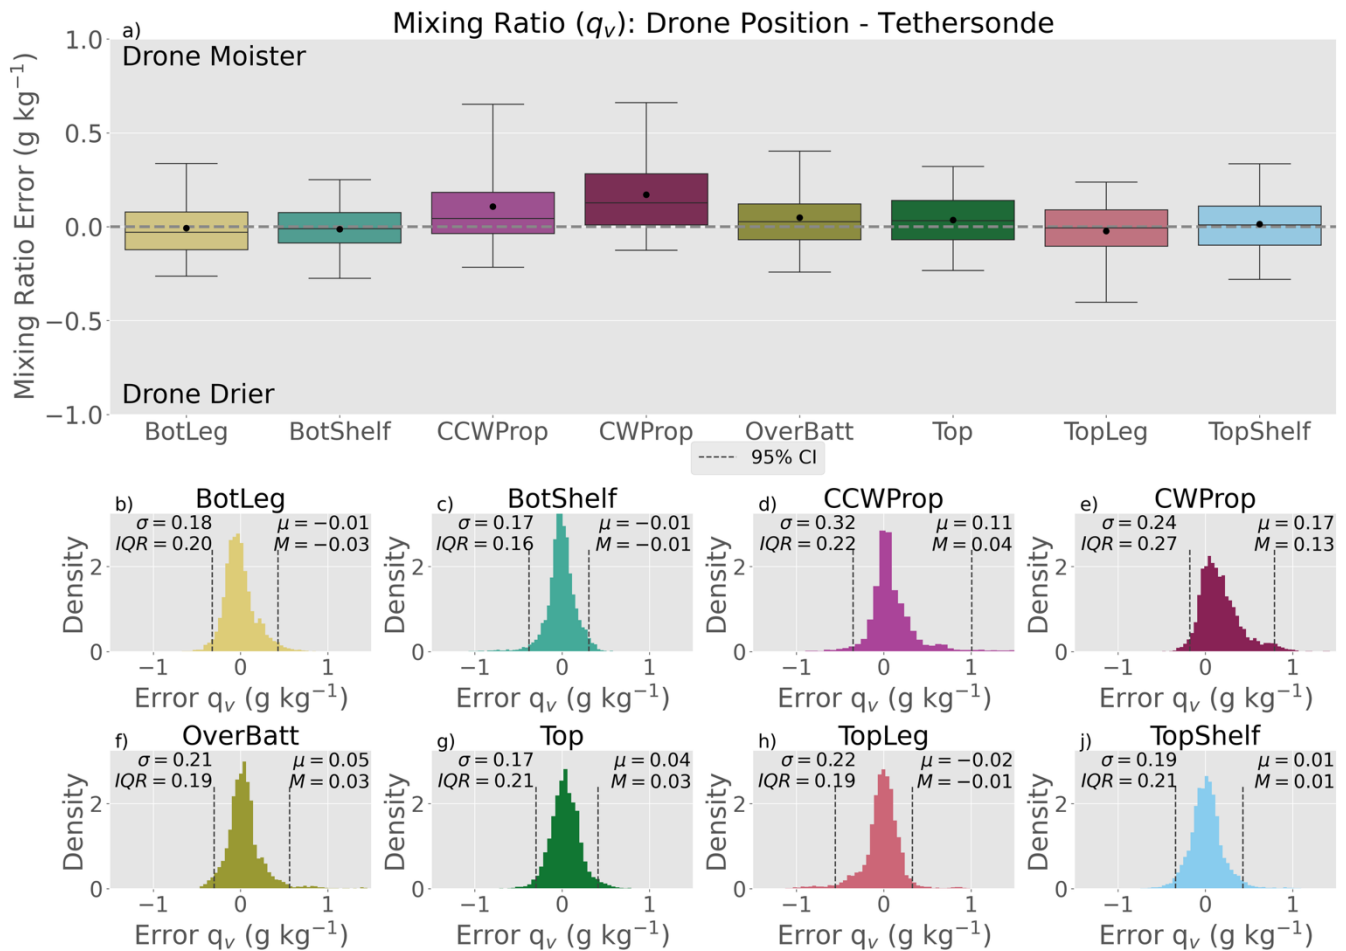 a)
Mixing Ratio (qᵥ): Drone Position - Tethersonde
Mixing Ratio Error (g kg⁻¹)
1.0
0.5
0.0
−0.5
−1.0
Drone Moister
Drone Drier
BotLeg BotShelf CCWProp CWProp OverBatt Top TopLeg TopShelf
95% CI
b) BotLeg
σ = 0.18 μ = −0.01
IQR = 0.20 M = −0.03
Density
2
0
−1 0 1
Error qᵥ (g kg⁻¹)
c) BotShelf
σ = 0.17 μ = −0.01
IQR = 0.16 M = −0.01
Density
2
0
−1 0 1
Error qᵥ (g kg⁻¹)
d) CCWProp
σ = 0.32 μ = 0.11
IQR = 0.22 M = 0.04
Density
2
0
−1 0 1
Error qᵥ (g kg⁻¹)
e) CWProp
σ = 0.24 μ = 0.17
IQR = 0.27 M = 0.13
Density
2
0
−1 0 1
Error qᵥ (g kg⁻¹)
f) OverBatt
σ = 0.21 μ = 0.05
IQR = 0.19 M = 0.03
Density
2
0
−1 0 1
Error qᵥ (g kg⁻¹)
g) Top
σ = 0.17 μ = 0.04
IQR = 0.21 M = 0.03
Density
2
0
−1 0 1
Error qᵥ (g kg⁻¹)
h) TopLeg
σ = 0.22 μ = −0.02
IQR = 0.19 M = −0.01
Density
2
0
−1 0 1
Error qᵥ (g kg⁻¹)
j) TopShelf
σ = 0.19 μ = 0.01
IQR = 0.21 M = 0.01
Density
2
0
−1 0 1
Error qᵥ (g kg⁻¹)